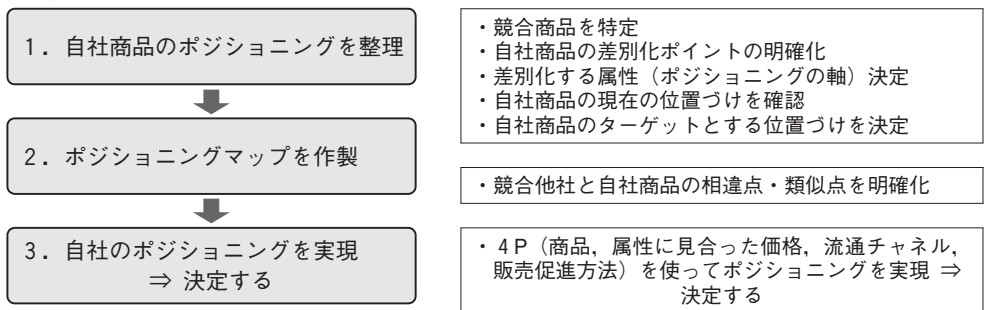 1．自社商品のポジショニングを整理
・競合商品を特定
・自社商品の差別化ポイントの明確化
・差別化する属性（ポジショニングの軸）決定
・自社商品の現在の位置づけを確認
・自社商品のターゲットとする位置づけを決定
2．ポジショニングマップを作製
・競合他社と自社商品の相違点・類似点を明確化
3．自社のポジショニングを実現
⇒ 決定する
・4P（商品，属性に見合った価格，流通チャネル，
販売促進方法）を使ってポジショニングを実現 ⇒
決定する